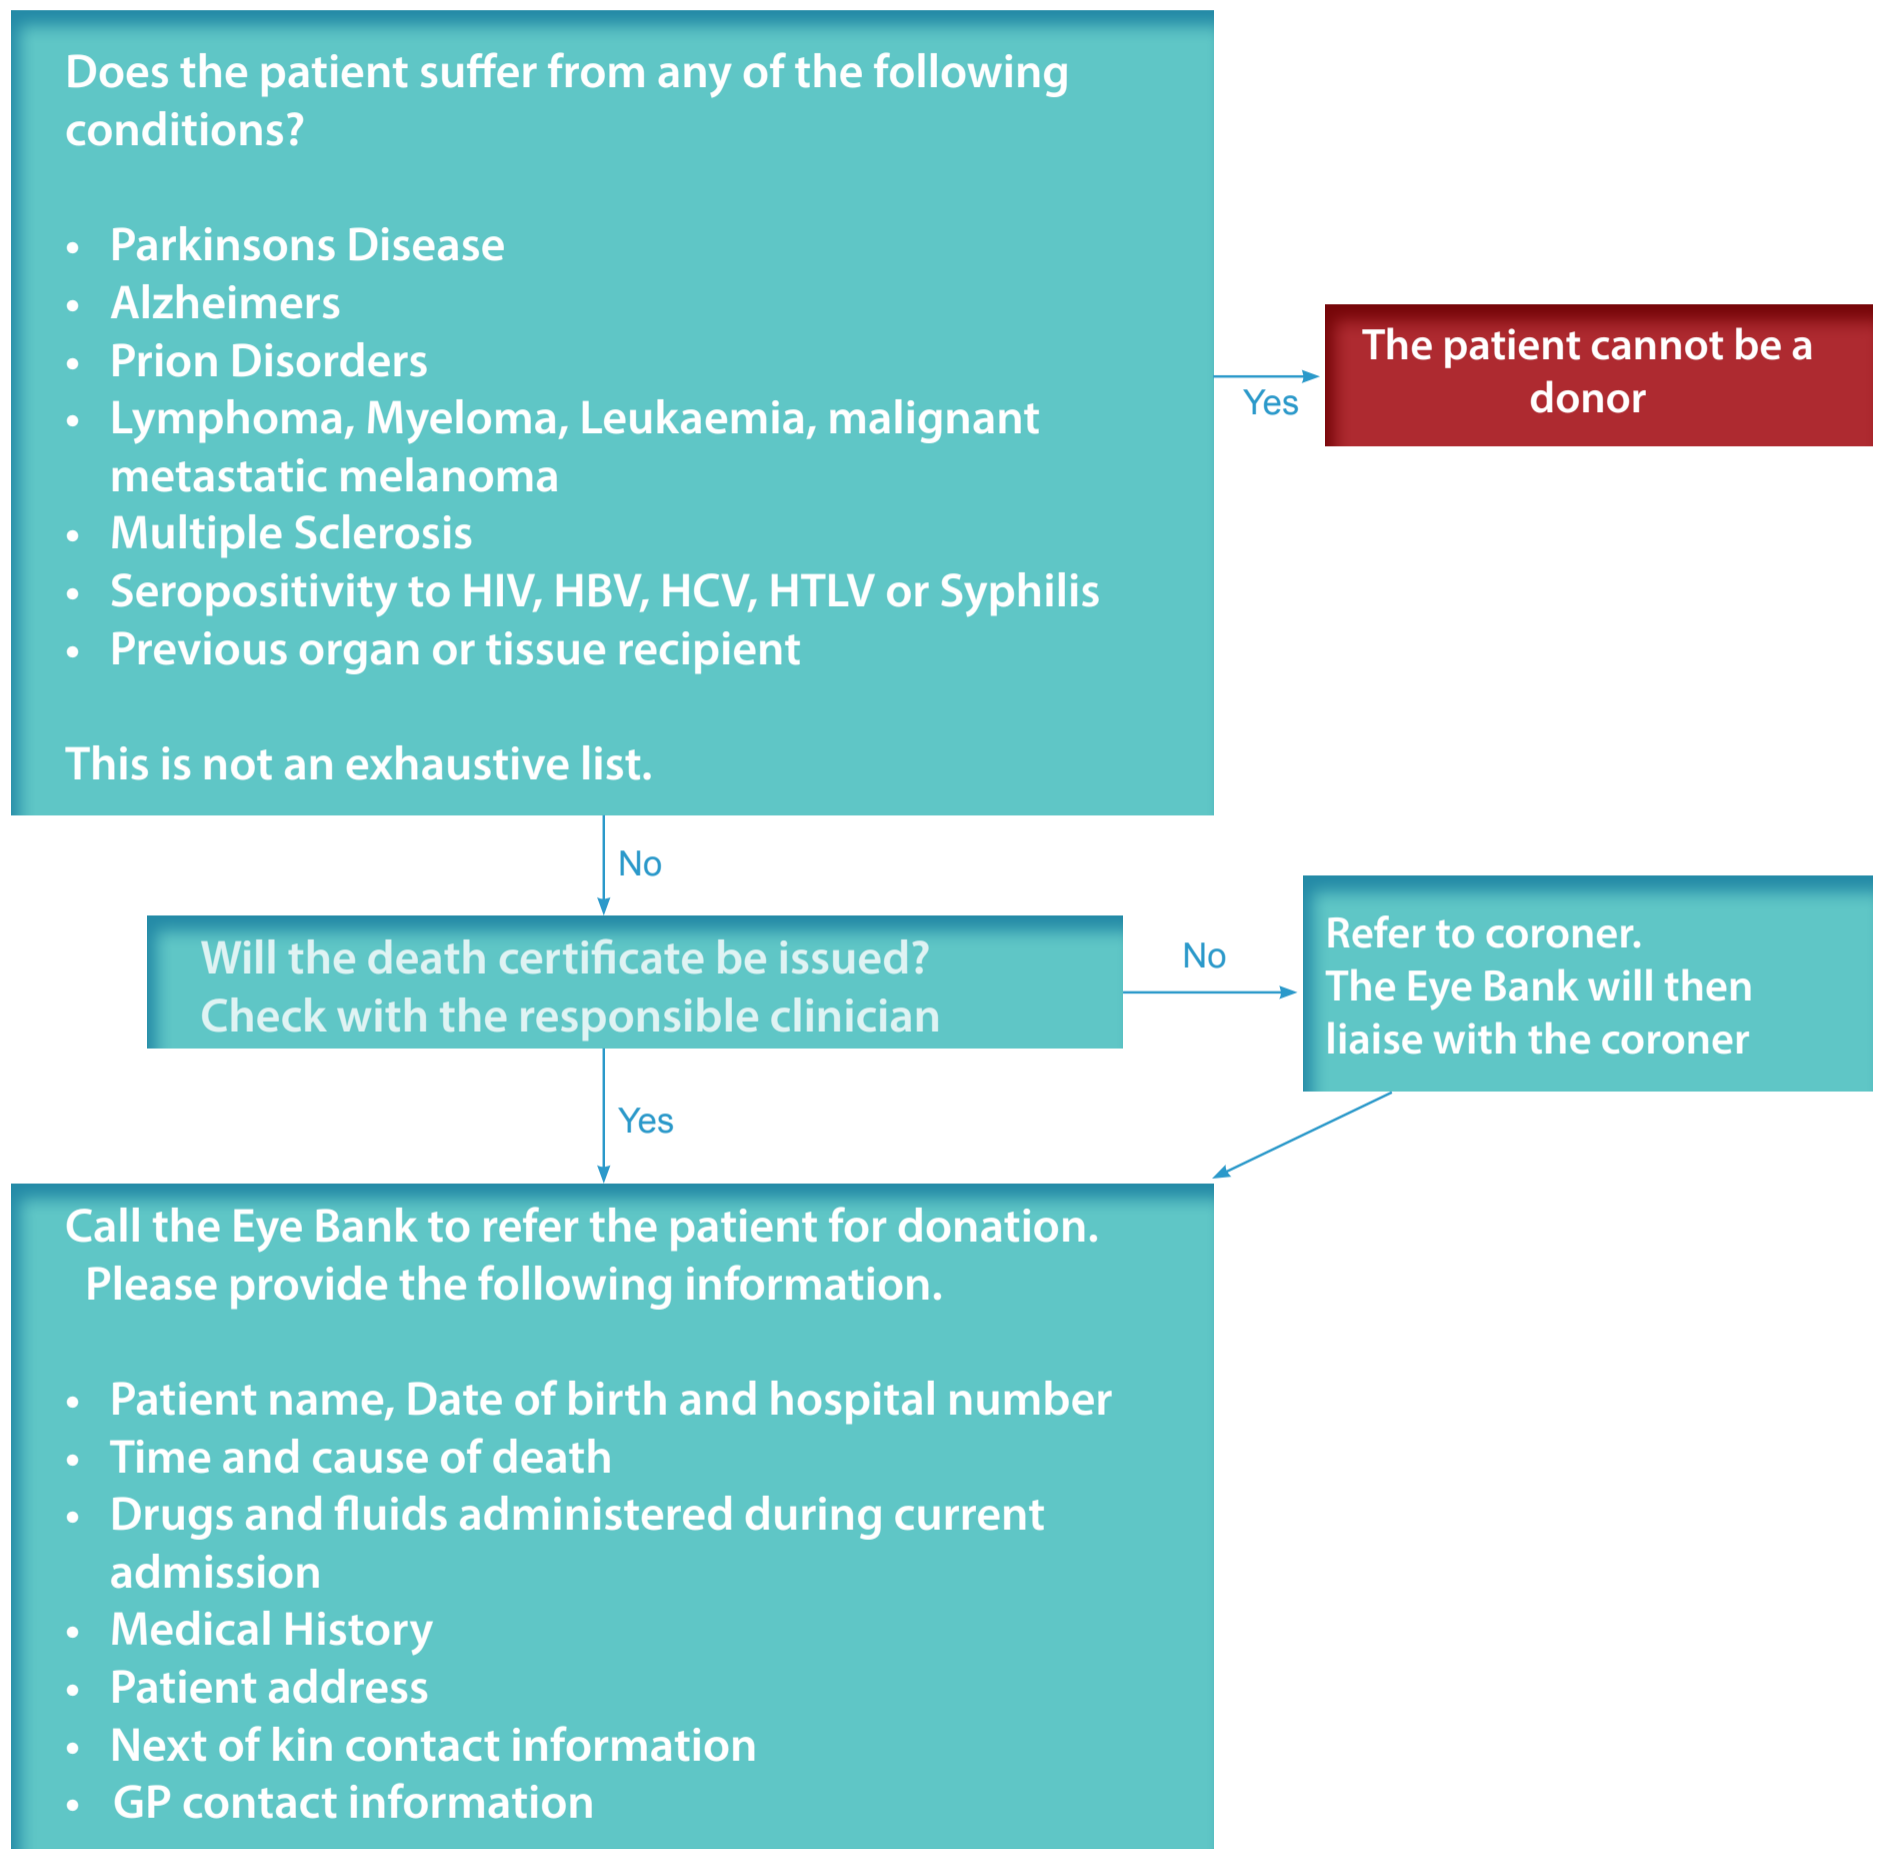 Does the patient suffer from any of the following
conditions?
• Parkinsons Disease
• Alzheimers
• Prion Disorders
• Lymphoma, Myeloma, Leukaemia, malignant
metastatic melanoma
• Multiple Sclerosis
• Seropositivity to HIV, HBV, HCV, HTLV or Syphilis
• Previous organ or tissue recipient
This is not an exhaustive list.
Yes
The patient cannot be a
donor
No
Will the death certificate be issued?
Check with the responsible clinician
No
Refer to coroner.
The Eye Bank will then
liaise with the coroner
Yes
Call the Eye Bank to refer the patient for donation.
Please provide the following information.
• Patient name, Date of birth and hospital number
• Time and cause of death
• Drugs and fluids administered during current
admission
• Medical History
• Patient address
• Next of kin contact information
• GP contact information